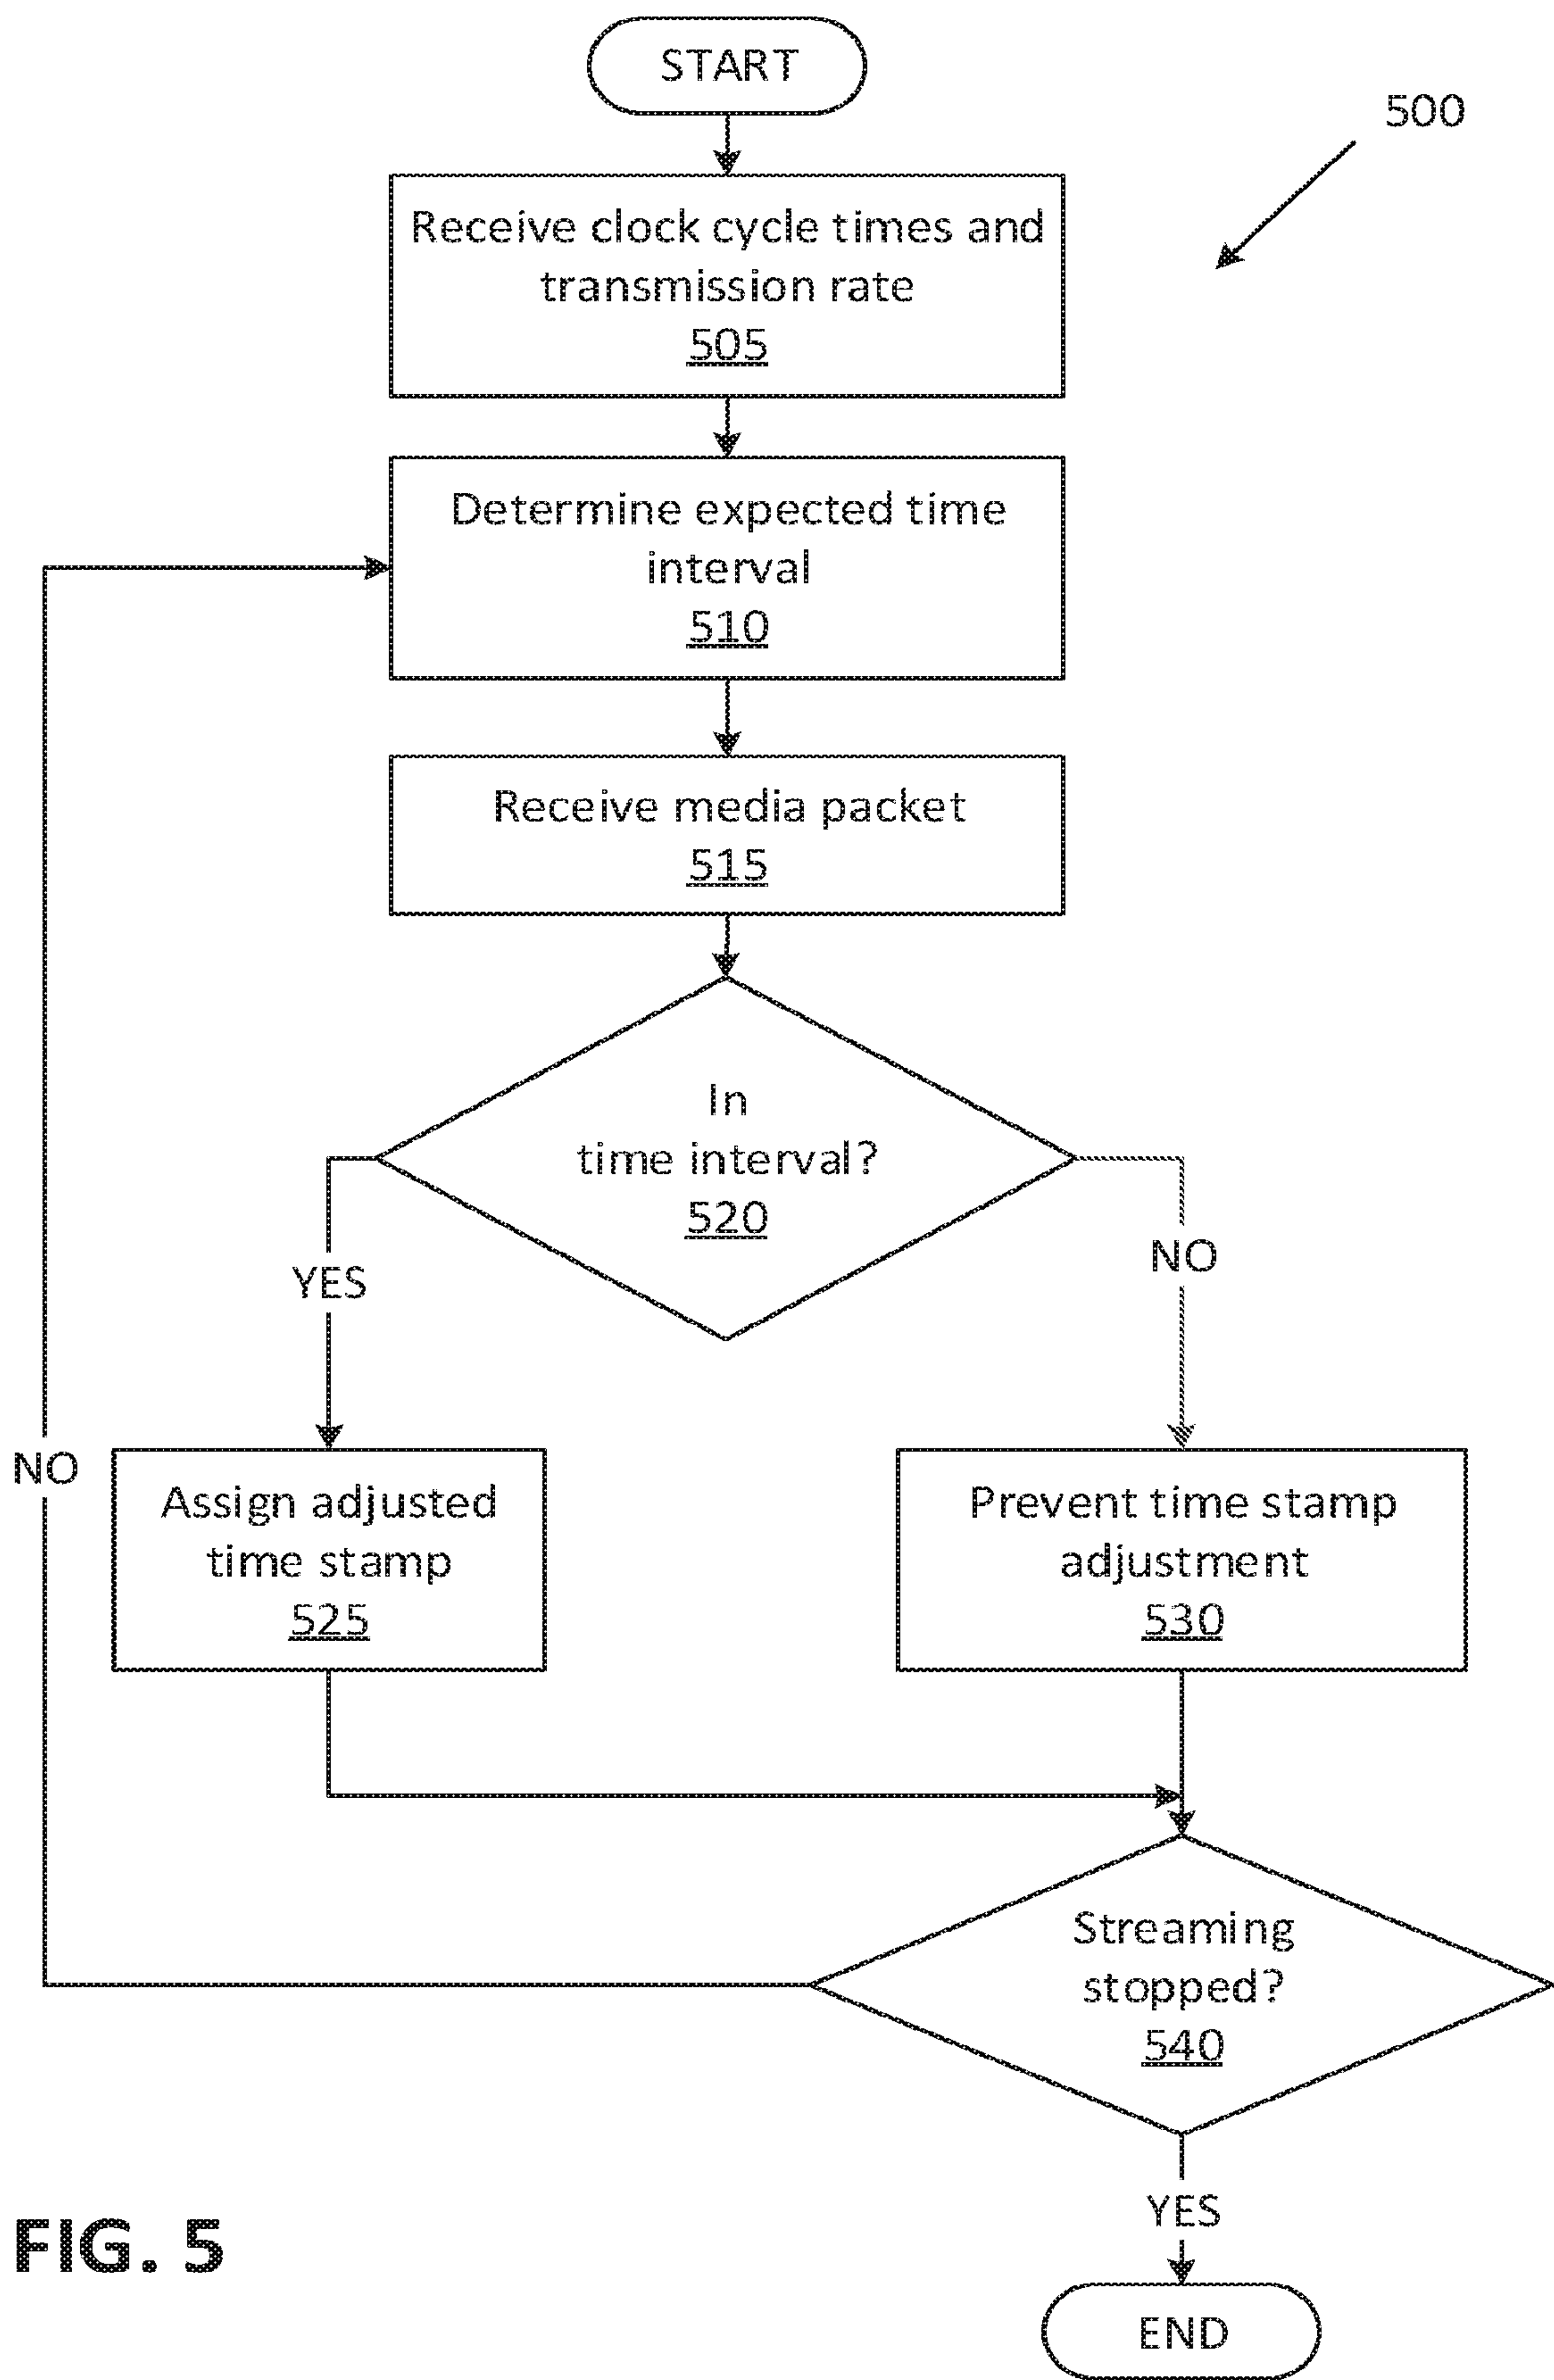 START
500
Receive clock cycle times and
transmission rate
505
Determine expected time
interval
510
Receive media packet
515
In
time interval?
520
YES
NO
NO
Assign adjusted
time stamp
525
Prevent time stamp
adjustment
530
Streaming
stopped?
540
YES
FIG. 5
END